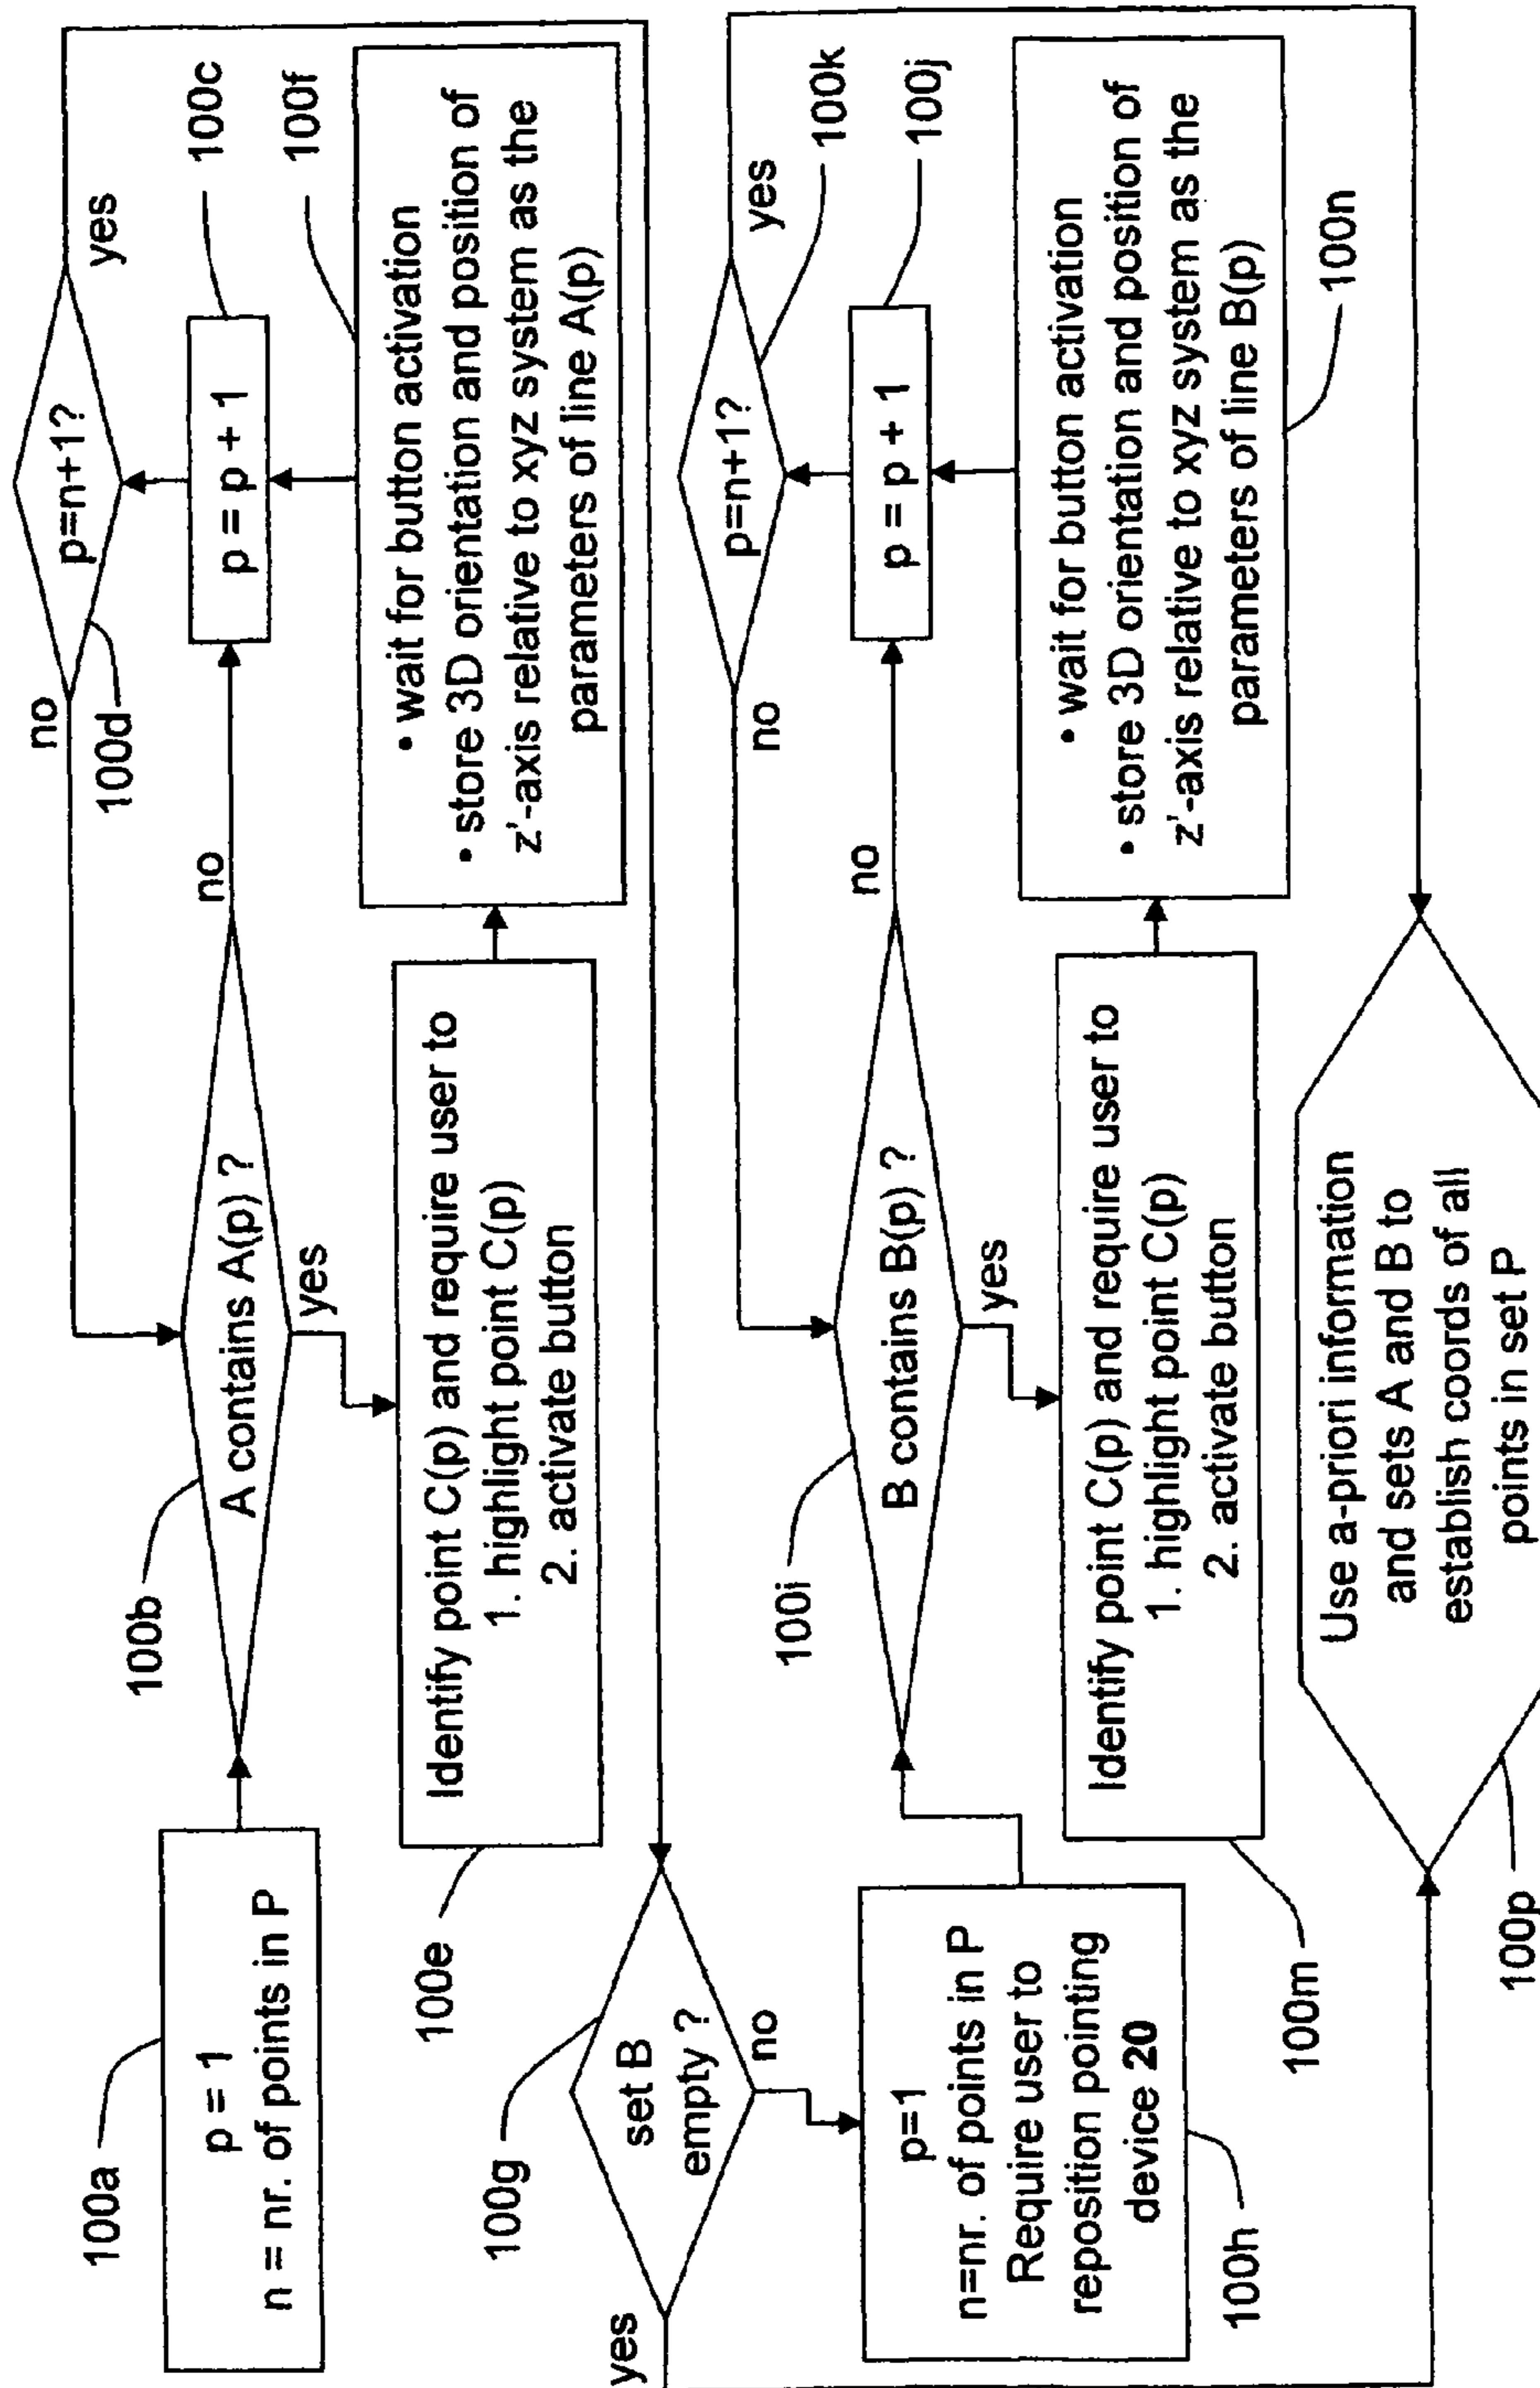 100a
p = 1
n = nr. of points in P
100b
A contains A(p) ?
no
yes
100c
p = p + 1
p=n+1?
no
yes
100d
100e
Identify point C(p) and require user to
1. highlight point C(p)
2. activate button
100f
• wait for button activation
• store 3D orientation and position of
z'-axis relative to xyz system as the
parameters of line A(p)
100g
set B
empty ?
yes
no
p=1
n=nr. of points in P
Require user to
reposition pointing
device 20
100h
100i
B contains B(p) ?
no
yes
p = p + 1
100j
p=n+1?
no
yes
100k
Identify point C(p) and require user to
1. highlight point C(p)
2. activate button
100m
• wait for button activation
• store 3D orientation and position of
z'-axis relative to xyz system as the
parameters of line B(p)
100n
Use a-priori information
and sets A and B to
establish coords of all
points in set P
100p